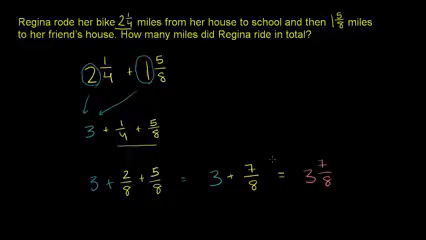 Regina rode her bike 2 1/4 miles from her house to school and then 1 5/8 miles
to her friend's house. How many miles did Regina ride in total?
2 1/4 + 1 5/8
3 + 1/4 + 5/8
3 + 2/8 + 5/8 = 3 + 7/8 = 3 7/8